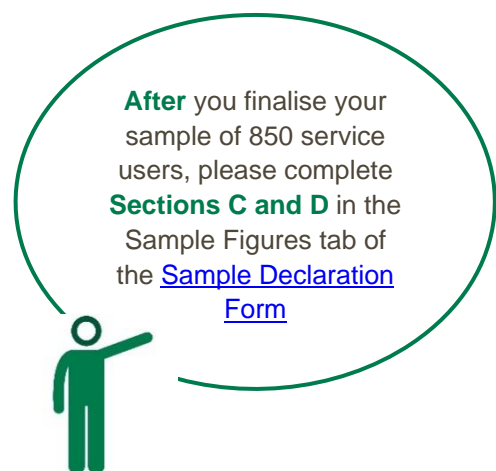 After you finalise your
sample of 850 service
users, please complete
Sections C and D in the
Sample Figures tab of
the Sample Declaration
Form